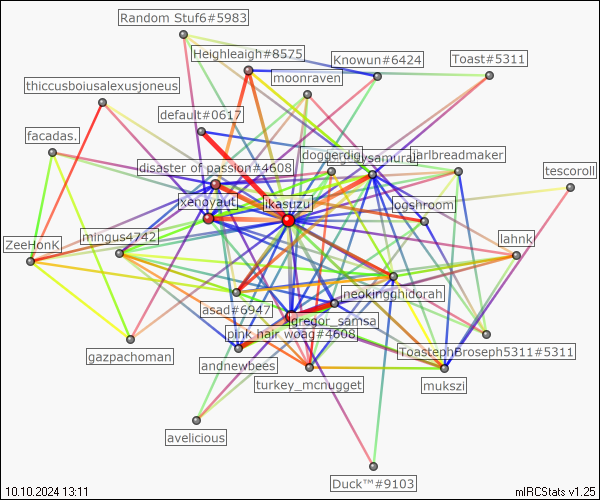 Random Stuf6#5983
Heighleaigh#8575
Knowun#6424
Toast#5311
moonraven
thiccusboiusalexusjoneus
default#0617
facadas.
doggerdig
jarlbreadmaker
disaster of passion#4608
tescoroll
xenoyaut
ikasuzu
logshroom
mingus4742
ZeeHonK
lahnk
neokingghidorah
asad#6947
gregor_samsa
pink hair woag#4608
gazpachoman
ToastephBroseph5311#5311
andnewbees
turkey_mcnugget
mukszi
avelicious
Duck™#9103
10.10.2024 13:11
mIRCStats v1.25